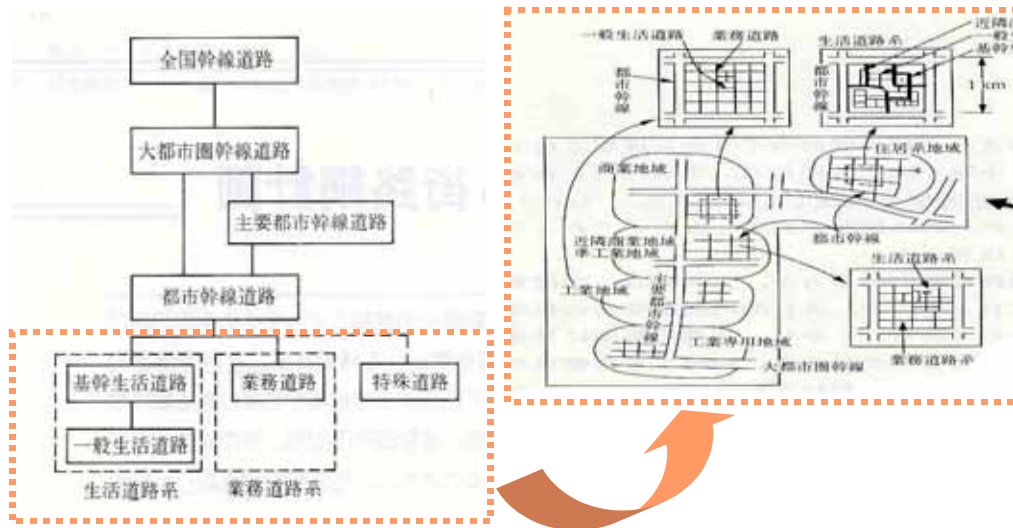 全国幹線道路
大都市圏幹線道路
主要都市幹線道路
都市幹線道路
基幹生活道路
業務道路
特殊道路
一般生活道路
生活道路系
業務道路系
一般生活道路
業務道路
都市幹線
生活道路系
都市幹線
近隣
一般
基幹
1 km
住居系地域
商業地域
都市幹線
近隣商業地域
準工業地域
生活道路系
工業地域
主要都市幹線
工業専用地域
業務道路系
大都市圏幹線